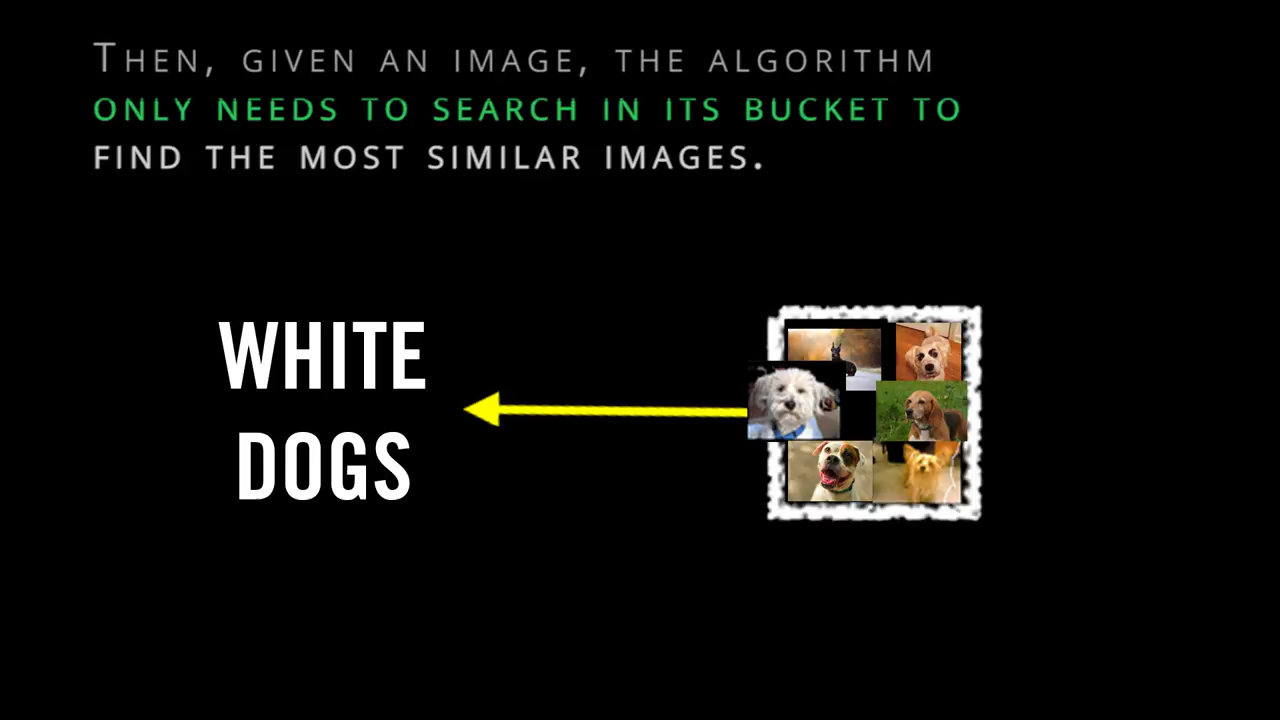 Then, given an image, the algorithm
only needs to search in its bucket to
find the most similar images.
WHITE
DOGS